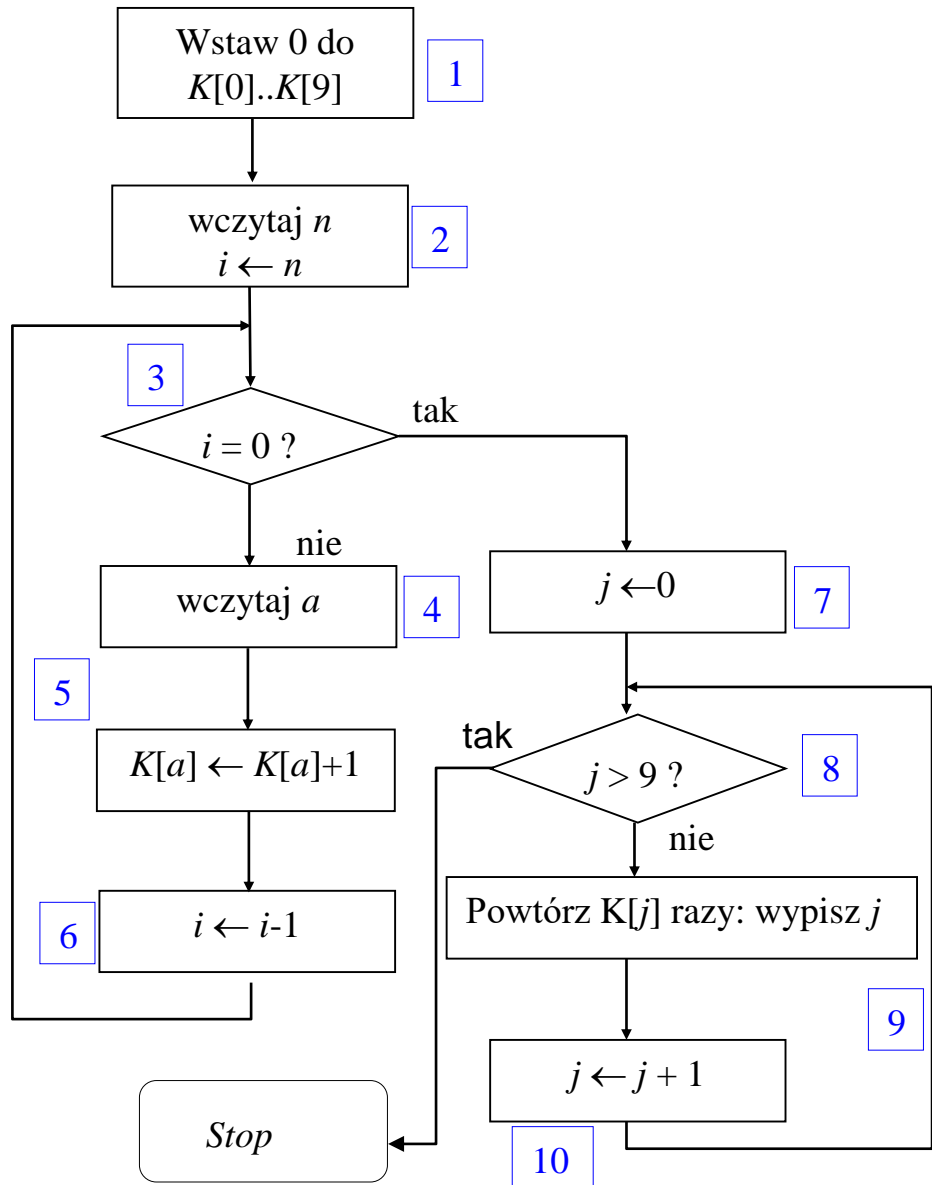 Wstaw 0 do
K[0]..K[9]
1
wczytaj n
i ← n
2
3
i = 0 ?
tak
nie
wczytaj a
4
5
K[a] ← K[a]+1
6
i ← i-1
j ←0
7
tak
j > 9 ?
8
nie
Powtórz K[j] razy: wypisz j
9
j ← j + 1
10
Stop